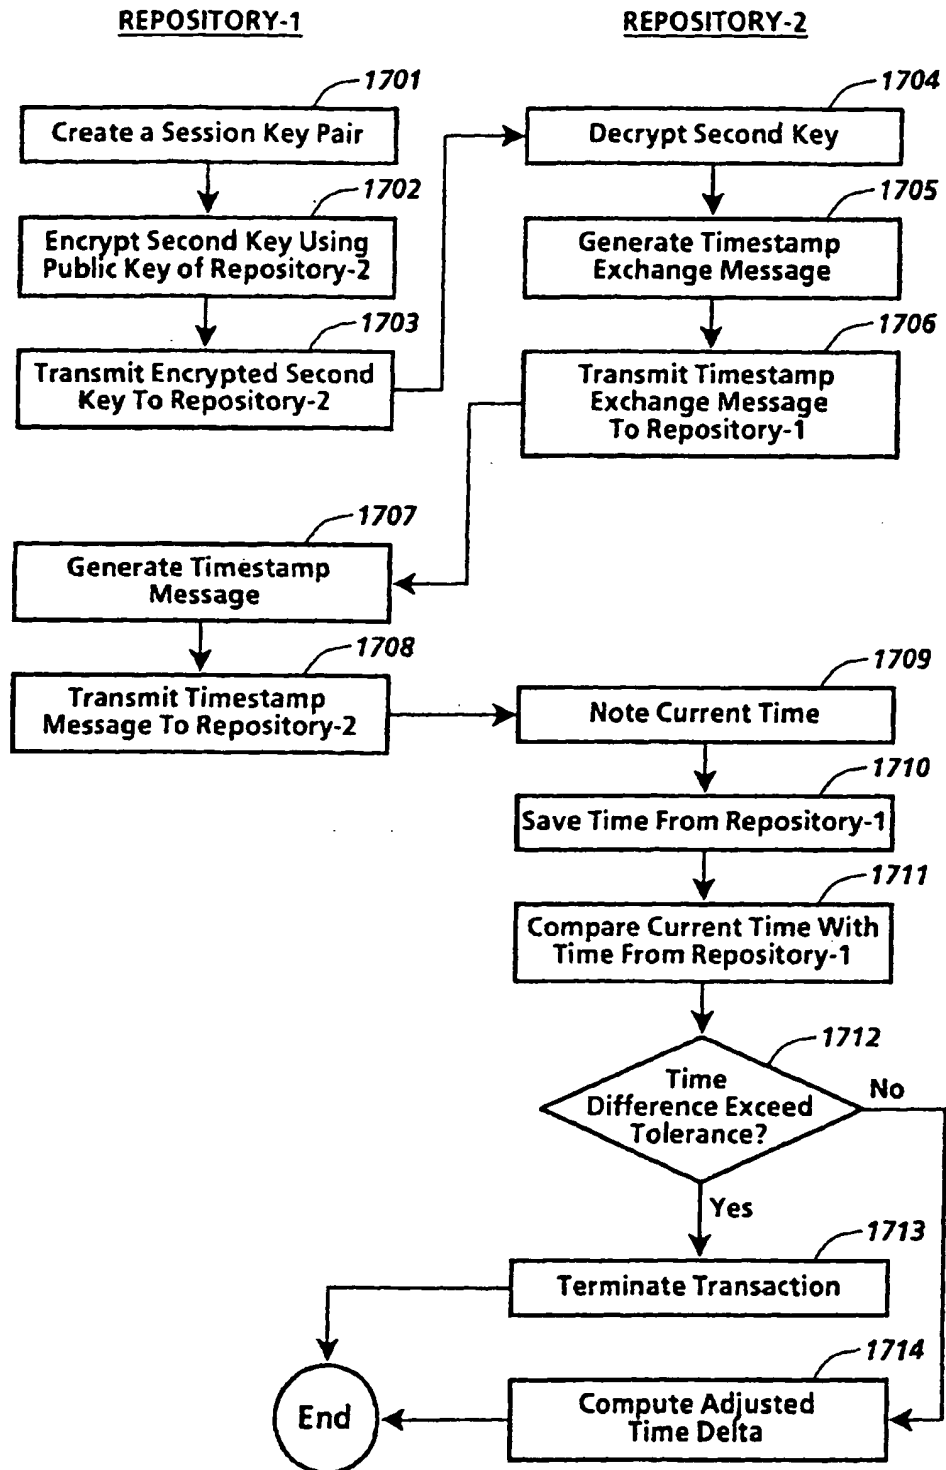 REPOSITORY-1
REPOSITORY-2
1701
Create a Session Key Pair
1702
Encrypt Second Key Using
Public Key of Repository-2
1703
Transmit Encrypted Second
Key To Repository-2
1704
Decrypt Second Key
1705
Generate Timestamp
Exchange Message
1706
Transmit Timestamp
Exchange Message
To Repository-1
1707
Generate Timestamp
Message
1708
Transmit Timestamp
Message To Repository-2
1709
Note Current Time
1710
Save Time From Repository-1
1711
Compare Current Time With
Time From Repository-1
1712
Time
Difference Exceed
Tolerance?
No
Yes
1713
Terminate Transaction
1714
Compute Adjusted
Time Delta
End